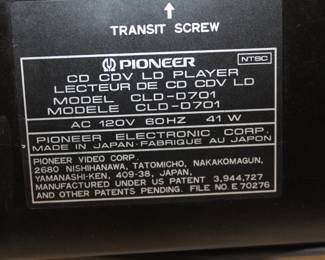 TRANSIT SCREW
PIONEER
NTSC
CD CDV LD PLAYER
LECTEUR DE CD CDV LD
MODEL CLD-D701
MODELE CLD-D701
AC 120V 60HZ 41 W
PIONEER ELECTRONIC CORP.
MADE IN JAPAN·FABRIQUE AU JAPON
PIONEER VIDEO CORP.
2680 NISHIHANAWA, TATOMICHO, NAKAKOMAGUN,
YAMANASHI-KEN, 409-38, JAPAN,
MANUFACTURED UNDER US PATENT 3,944,727
AND OTHER PATENTS PENDING. FILE NO. E 70276